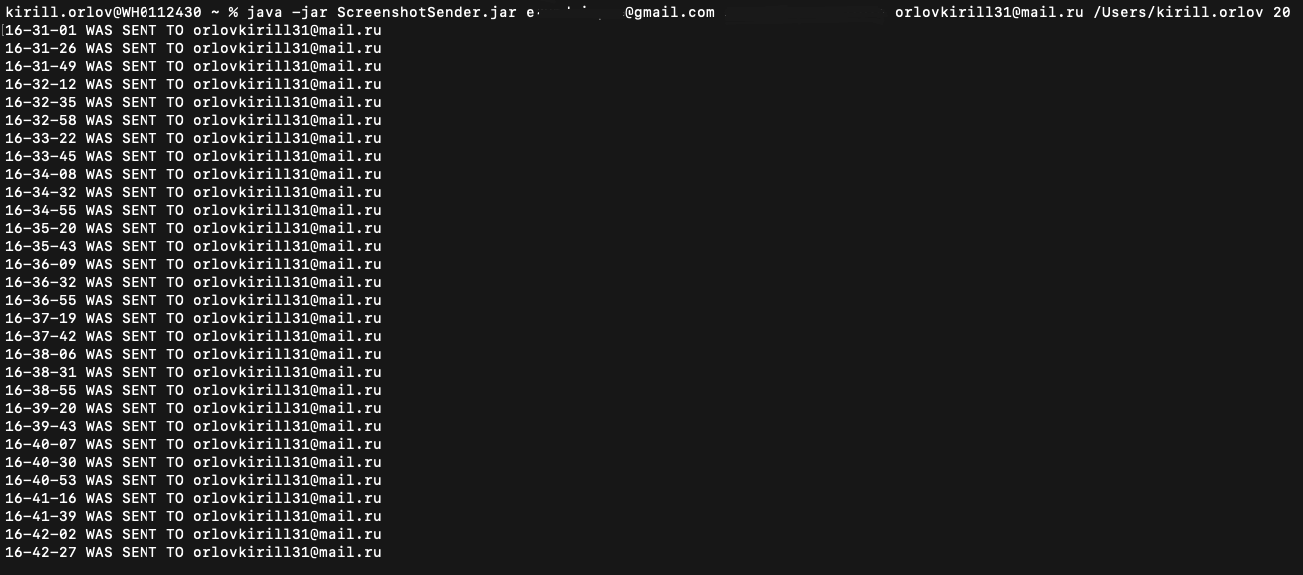 kirill.orlov@WH0112430 ~ % java -jar ScreenshotSender.jar e @gmail.com orlovkirill31@mail.ru /Users/kirill.orlov 20
16-31-01 WAS SENT TO orlovkirill31@mail.ru
16-31-26 WAS SENT TO orlovkirill31@mail.ru
16-31-49 WAS SENT TO orlovkirill31@mail.ru
16-32-12 WAS SENT TO orlovkirill31@mail.ru
16-32-35 WAS SENT TO orlovkirill31@mail.ru
16-32-58 WAS SENT TO orlovkirill31@mail.ru
16-33-22 WAS SENT TO orlovkirill31@mail.ru
16-33-45 WAS SENT TO orlovkirill31@mail.ru
16-34-08 WAS SENT TO orlovkirill31@mail.ru
16-34-32 WAS SENT TO orlovkirill31@mail.ru
16-34-55 WAS SENT TO orlovkirill31@mail.ru
16-35-20 WAS SENT TO orlovkirill31@mail.ru
16-35-43 WAS SENT TO orlovkirill31@mail.ru
16-36-09 WAS SENT TO orlovkirill31@mail.ru
16-36-32 WAS SENT TO orlovkirill31@mail.ru
16-36-55 WAS SENT TO orlovkirill31@mail.ru
16-37-19 WAS SENT TO orlovkirill31@mail.ru
16-37-42 WAS SENT TO orlovkirill31@mail.ru
16-38-06 WAS SENT TO orlovkirill31@mail.ru
16-38-31 WAS SENT TO orlovkirill31@mail.ru
16-38-55 WAS SENT TO orlovkirill31@mail.ru
16-39-20 WAS SENT TO orlovkirill31@mail.ru
16-39-43 WAS SENT TO orlovkirill31@mail.ru
16-40-07 WAS SENT TO orlovkirill31@mail.ru
16-40-30 WAS SENT TO orlovkirill31@mail.ru
16-40-53 WAS SENT TO orlovkirill31@mail.ru
16-41-16 WAS SENT TO orlovkirill31@mail.ru
16-41-39 WAS SENT TO orlovkirill31@mail.ru
16-42-02 WAS SENT TO orlovkirill31@mail.ru
16-42-27 WAS SENT TO orlovkirill31@mail.ru